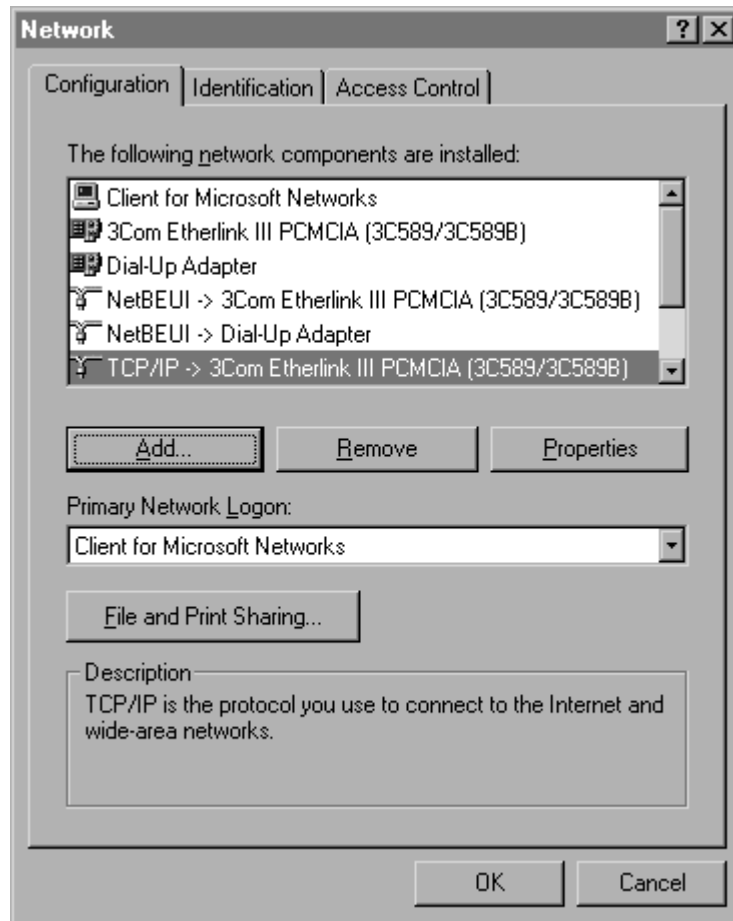 Network
Configuration Identification Access Control
The following network components are installed:
Client for Microsoft Networks
3Com Etherlink III PCMCIA (3C589/3C589B)
Dial-Up Adapter
NetBEUI -> 3Com Etherlink III PCMCIA (3C589/3C589B)
NetBEUI -> Dial-Up Adapter
TCP/IP -> 3Com Etherlink III PCMCIA (3C589/3C589B)
Add... Remove Properties
Primary Network Logon:
Client for Microsoft Networks
File and Print Sharing...
Description
TCP/IP is the protocol you use to connect to the Internet and
wide-area networks.
OK Cancel